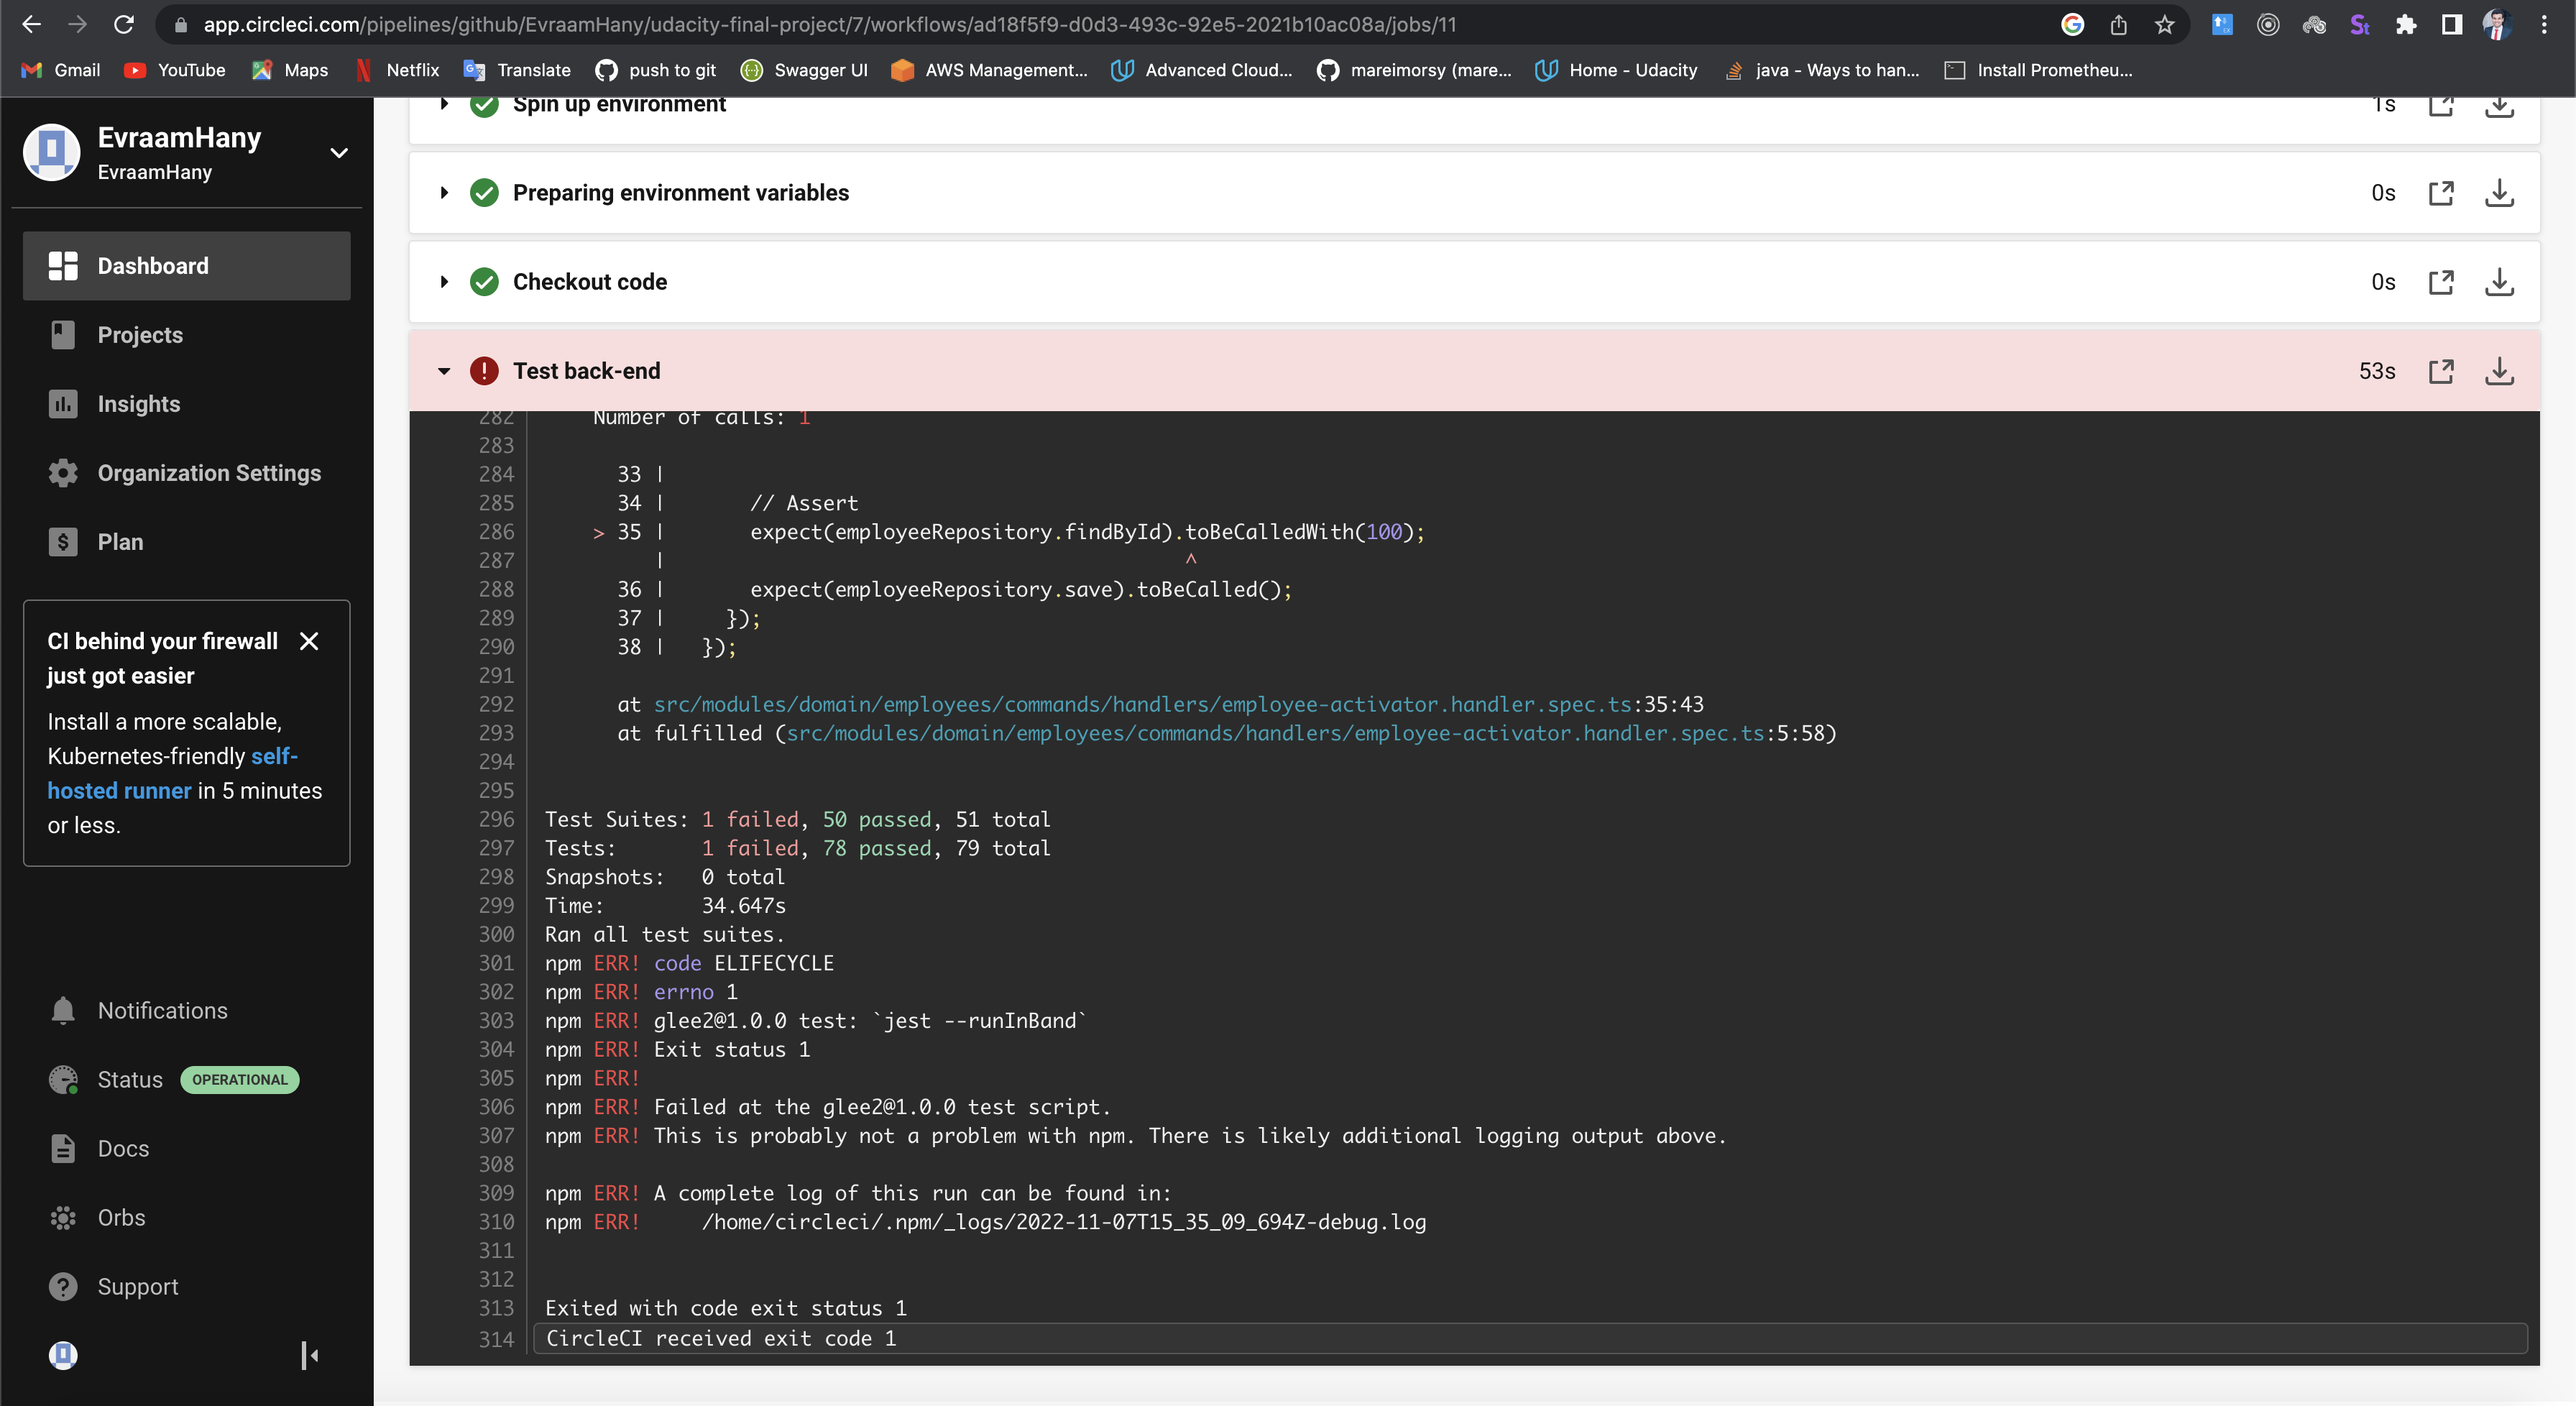 app.circleci.com/pipelines/github/EvraamHany/udacity-final-project/7/workflows/ad18f5f9-d0d3-493c-92e5-2021b10ac08a/jobs/11
Gmail YouTube Maps Netflix Translate push to git Swagger UI AWS Management... Advanced Cloud... mareimorsy (mare... Home - Udacity java - Ways to han... Install Prometheu...
EvraamHany
EvraamHany
Dashboard
Projects
Insights
Organization Settings
Plan
CI behind your firewall
just got easier
Install a more scalable,
Kubernetes-friendly self-
hosted runner in 5 minutes
or less.
Notifications
Status OPERATIONAL
Docs
Orbs
Support
Spin up environment 1s
Preparing environment variables 0s
Checkout code 0s
Test back-end 53s
282 Number of calls: 1
283
284 33 |
285 34 | // Assert
286 > 35 | expect(employeeRepository.findById).toBeCalledWith(100);
287 | ^
288 36 | expect(employeeRepository.save).toBeCalled();
289 37 | });
290 38 | });
291
292 at src/modules/domain/employees/commands/handlers/employee-activator.handler.spec.ts:35:43
293 at fulfilled (src/modules/domain/employees/commands/handlers/employee-activator.handler.spec.ts:5:58)
294
295
296 Test Suites: 1 failed, 50 passed, 51 total
297 Tests: 1 failed, 78 passed, 79 total
298 Snapshots: 0 total
299 Time: 34.647s
300 Ran all test suites.
301 npm ERR! code ELIFECYCLE
302 npm ERR! errno 1
303 npm ERR! glee2@1.0.0 test: `jest --runInBand`
304 npm ERR! Exit status 1
305 npm ERR!
306 npm ERR! Failed at the glee2@1.0.0 test script.
307 npm ERR! This is probably not a problem with npm. There is likely additional logging output above.
308
309 npm ERR! A complete log of this run can be found in:
310 npm ERR! /home/circleci/.npm/_logs/2022-11-07T15_35_09_694Z-debug.log
311
312
313 Exited with code exit status 1
314 CircleCI received exit code 1